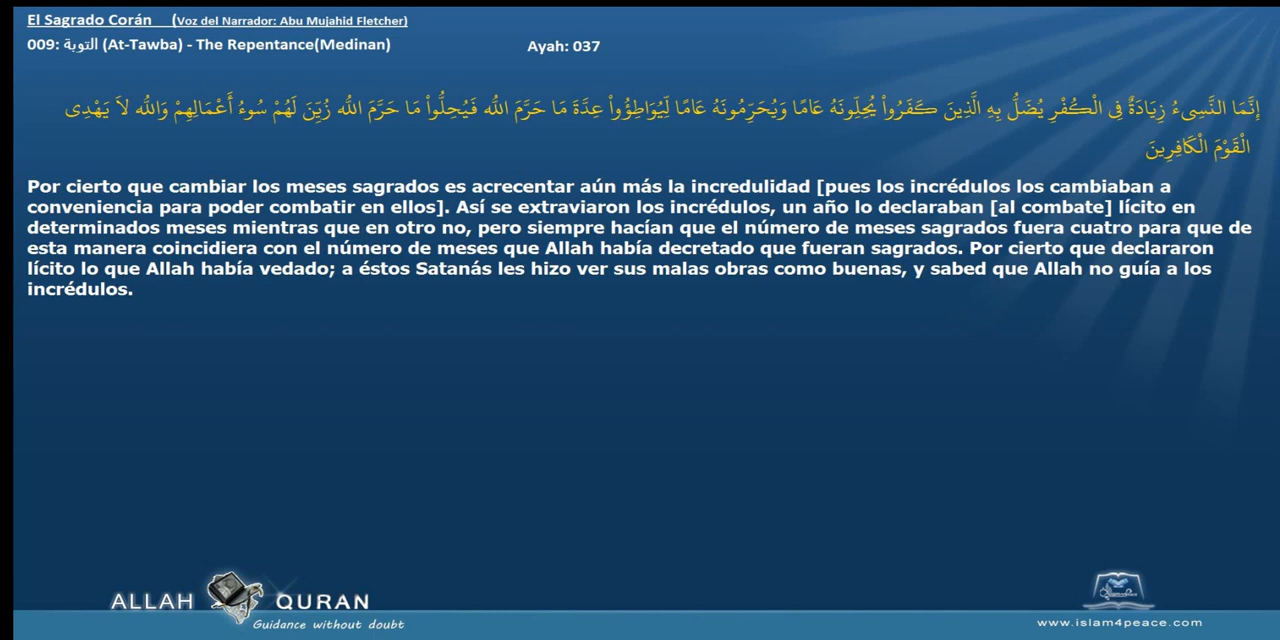 El Sagrado Corán (Voz del Narrador: Abu Mujahid Fletcher)
009: التوبة (At-Tawba) - The Repentance(Medinan) Ayah: 037
إِنَّمَا النَّسِيءُ زِيَادَةٌ فِي الْكُفْرِ يُضَلُّ بِهِ الَّذِينَ كَفَرُواْ يُحِلِّونَهُ عَامًا وَيُحَرِّمُونَهُ عَامًا لِّيُوَاطِؤُواْ عِدَّةَ مَا حَرَّمَ اللّهُ فَيُحِلُّواْ مَا حَرَّمَ اللّهُ زُيِّنَ لَهُمْ سُوءُ أَعْمَالِهِمْ وَاللّهُ لاَ يَهْدِي
الْقَوْمَ الْكَافِرِينَ
Por cierto que cambiar los meses sagrados es acrecentar aún más la incredulidad [pues los incrédulos los cambiaban a
conveniencia para poder combatir en ellos]. Así se extraviaron los incrédulos, un año lo declaraban [al combate] lícito en
determinados meses mientras que en otro no, pero siempre hacían que el número de meses sagrados fuera cuatro para que de
esta manera coincidiera con el número de meses que Allah había decretado que fueran sagrados. Por cierto que declararon
lícito lo que Allah había vedado; a éstos Satanás les hizo ver sus malas obras como buenas, y sabed que Allah no guía a los
incrédulos.
ALLAH QURAN
Guidance without doubt
www.islam4peace.com